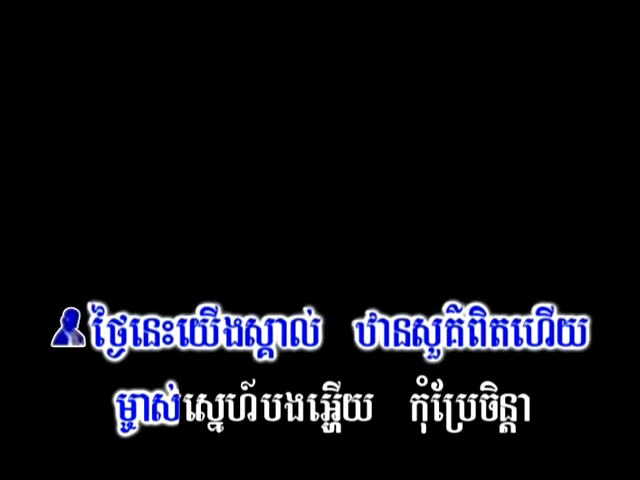 ថ្ងៃនេះយើងស្គាល់ ឋានសួគ៌ពិតហើយ
ម្ចាស់ស្នេហ៍បងអើ្ហើយ កុំប្រែចិន្តា